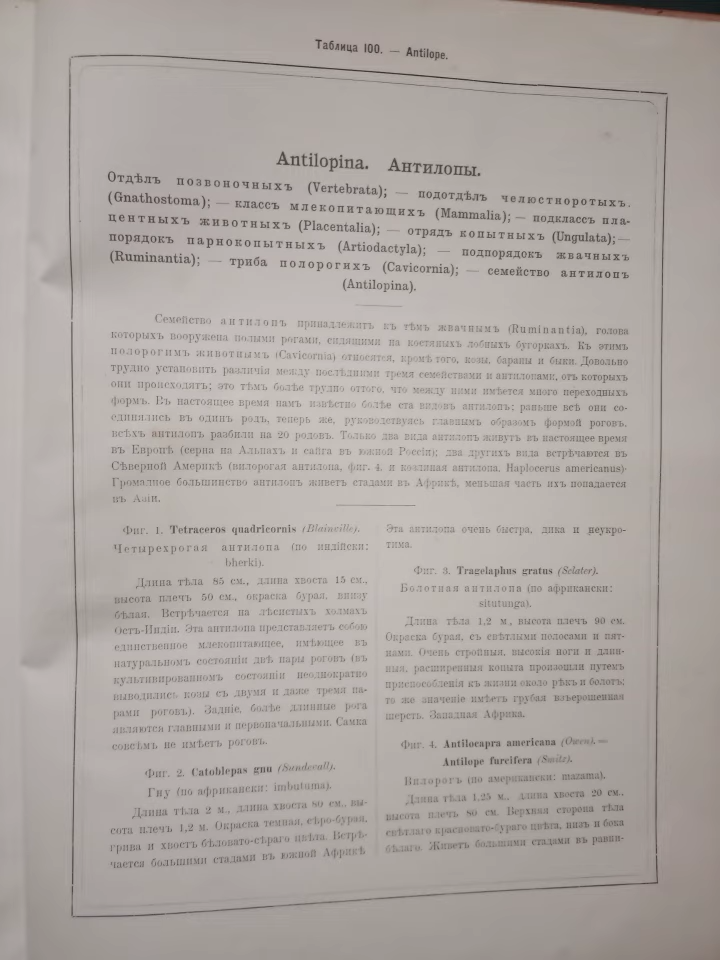 Таблица 100. — Antilope.
Antilopina. Антилопы.
Отдѣлъ позвоночныхъ (Vertebrata); — подотдѣлъ челюстноротыхъ.
(Gnathostoma); — классъ млекопитающихъ (Mammalia); — подклассъ пла-
центныхъ животныхъ (Placentalia); — отрядъ копытныхъ (Ungulata); —
порядокъ парнокопытныхъ (Artiodactyla); — подпорядокъ жвачныхъ
(Ruminantia); — триба полорогихъ (Cavicornia); — семейство антилопъ
(Antilopina).
Семейство антилопъ принадлежитъ къ тѣмъ жвачнымъ (Ruminantia), голова
которыхъ вооружена полыми рогами, сидящими на костяныхъ лобныхъ бугоркахъ. Къ этимъ
полорогимъ животнымъ (Cavicornia) относятся, кромѣ того, козы, бараны и быки. Довольно
трудно установить различія между послѣдними тремя семействами и антилопами, отъ которыхъ
они происходятъ; это тѣмъ болѣе трудно оттого, что между ними имѣется много переходныхъ
формъ. Въ настоящее время намъ извѣстно болѣе ста видовъ антилопъ; раньше всѣ они со-
единялись въ одинъ родъ, теперь же, руководствуясь главнымъ образомъ формой роговъ,
всѣхъ антилопъ разбили на 20 родовъ. Только два вида антилопъ живутъ въ настоящее время
въ Европѣ (серна на Альпахъ и сайга въ южной Россіи); два другихъ вида встрѣчаются въ
Сѣверной Америкѣ (вилорогая антилопа, фиг. 4. и козлиная антилопа, Haplocerus americanus)·
Громадное большинство антилопъ живетъ стадами въ Африкѣ, меньшая часть ихъ попадается
въ Азіи.
Фиг. 1. Tetraceros quadricornis (Blainville).
Четырехрогая антилопа (по индійски:
bherki).
Длина тѣла 85 см., длина хвоста 15 см.,
высота плечъ 50 см., окраска бурая, внизу
бѣлая. Встрѣчается на лѣсистыхъ холмахъ
Остъ-Индіи. Эта антилопа представляетъ собою
единственное млекопитающее, имѣющее въ
натуральномъ состояніи двѣ пары роговъ (въ
культивированномъ состояніи неоднократно
выводились козы съ двумя и даже тремя па-
рами роговъ). Задніе, болѣе длинные рога
являются главными и первоначальными. Самка
совсѣмъ не имѣетъ роговъ.
Фиг. 2. Catoblepas gnu (Sundevall).
Гну (по африкански: imbutuma).
Длина тѣла 2 м., длина хвоста 80 см., вы-
сота плечъ 1,2 м. Окраска темная, сѣро-бурая,
грива и хвостъ бѣловато-сѣраго цвѣта. Встрѣ-
чается большими стадами въ южной Африкѣ
Эта антилопа очень быстра, дика и неукро-
тима.
Фиг. 3. Tragelaphus gratus (Sclater).
Болотная антилопа (по африкански:
situtunga).
Длина тѣла 1,2 м., высота плечъ 90 см.
Окраска бурая, съ свѣтлыми полосами и пят-
нами. Очень стройныя, высокія ноги и длин-
ныя, расширенныя копыта произошли путемъ
приспособленія къ жизни около рѣкъ и болотъ;
то же значеніе имѣетъ грубая взъерошенная
шерсть. Западная Африка.
Фиг. 4. Antilocapra americana (Owen). —
Antilope furcifera (Smitz).
Вилорогъ (по американски: mazama).
Длина тѣла 1,25 м., длина хвоста 20 см.,
высота плечъ 80 см. Верхняя сторона тѣла
свѣтлаго красновато-бураго цвѣта, низъ и бока
бѣлаго. Живетъ большими стадами въ равни-